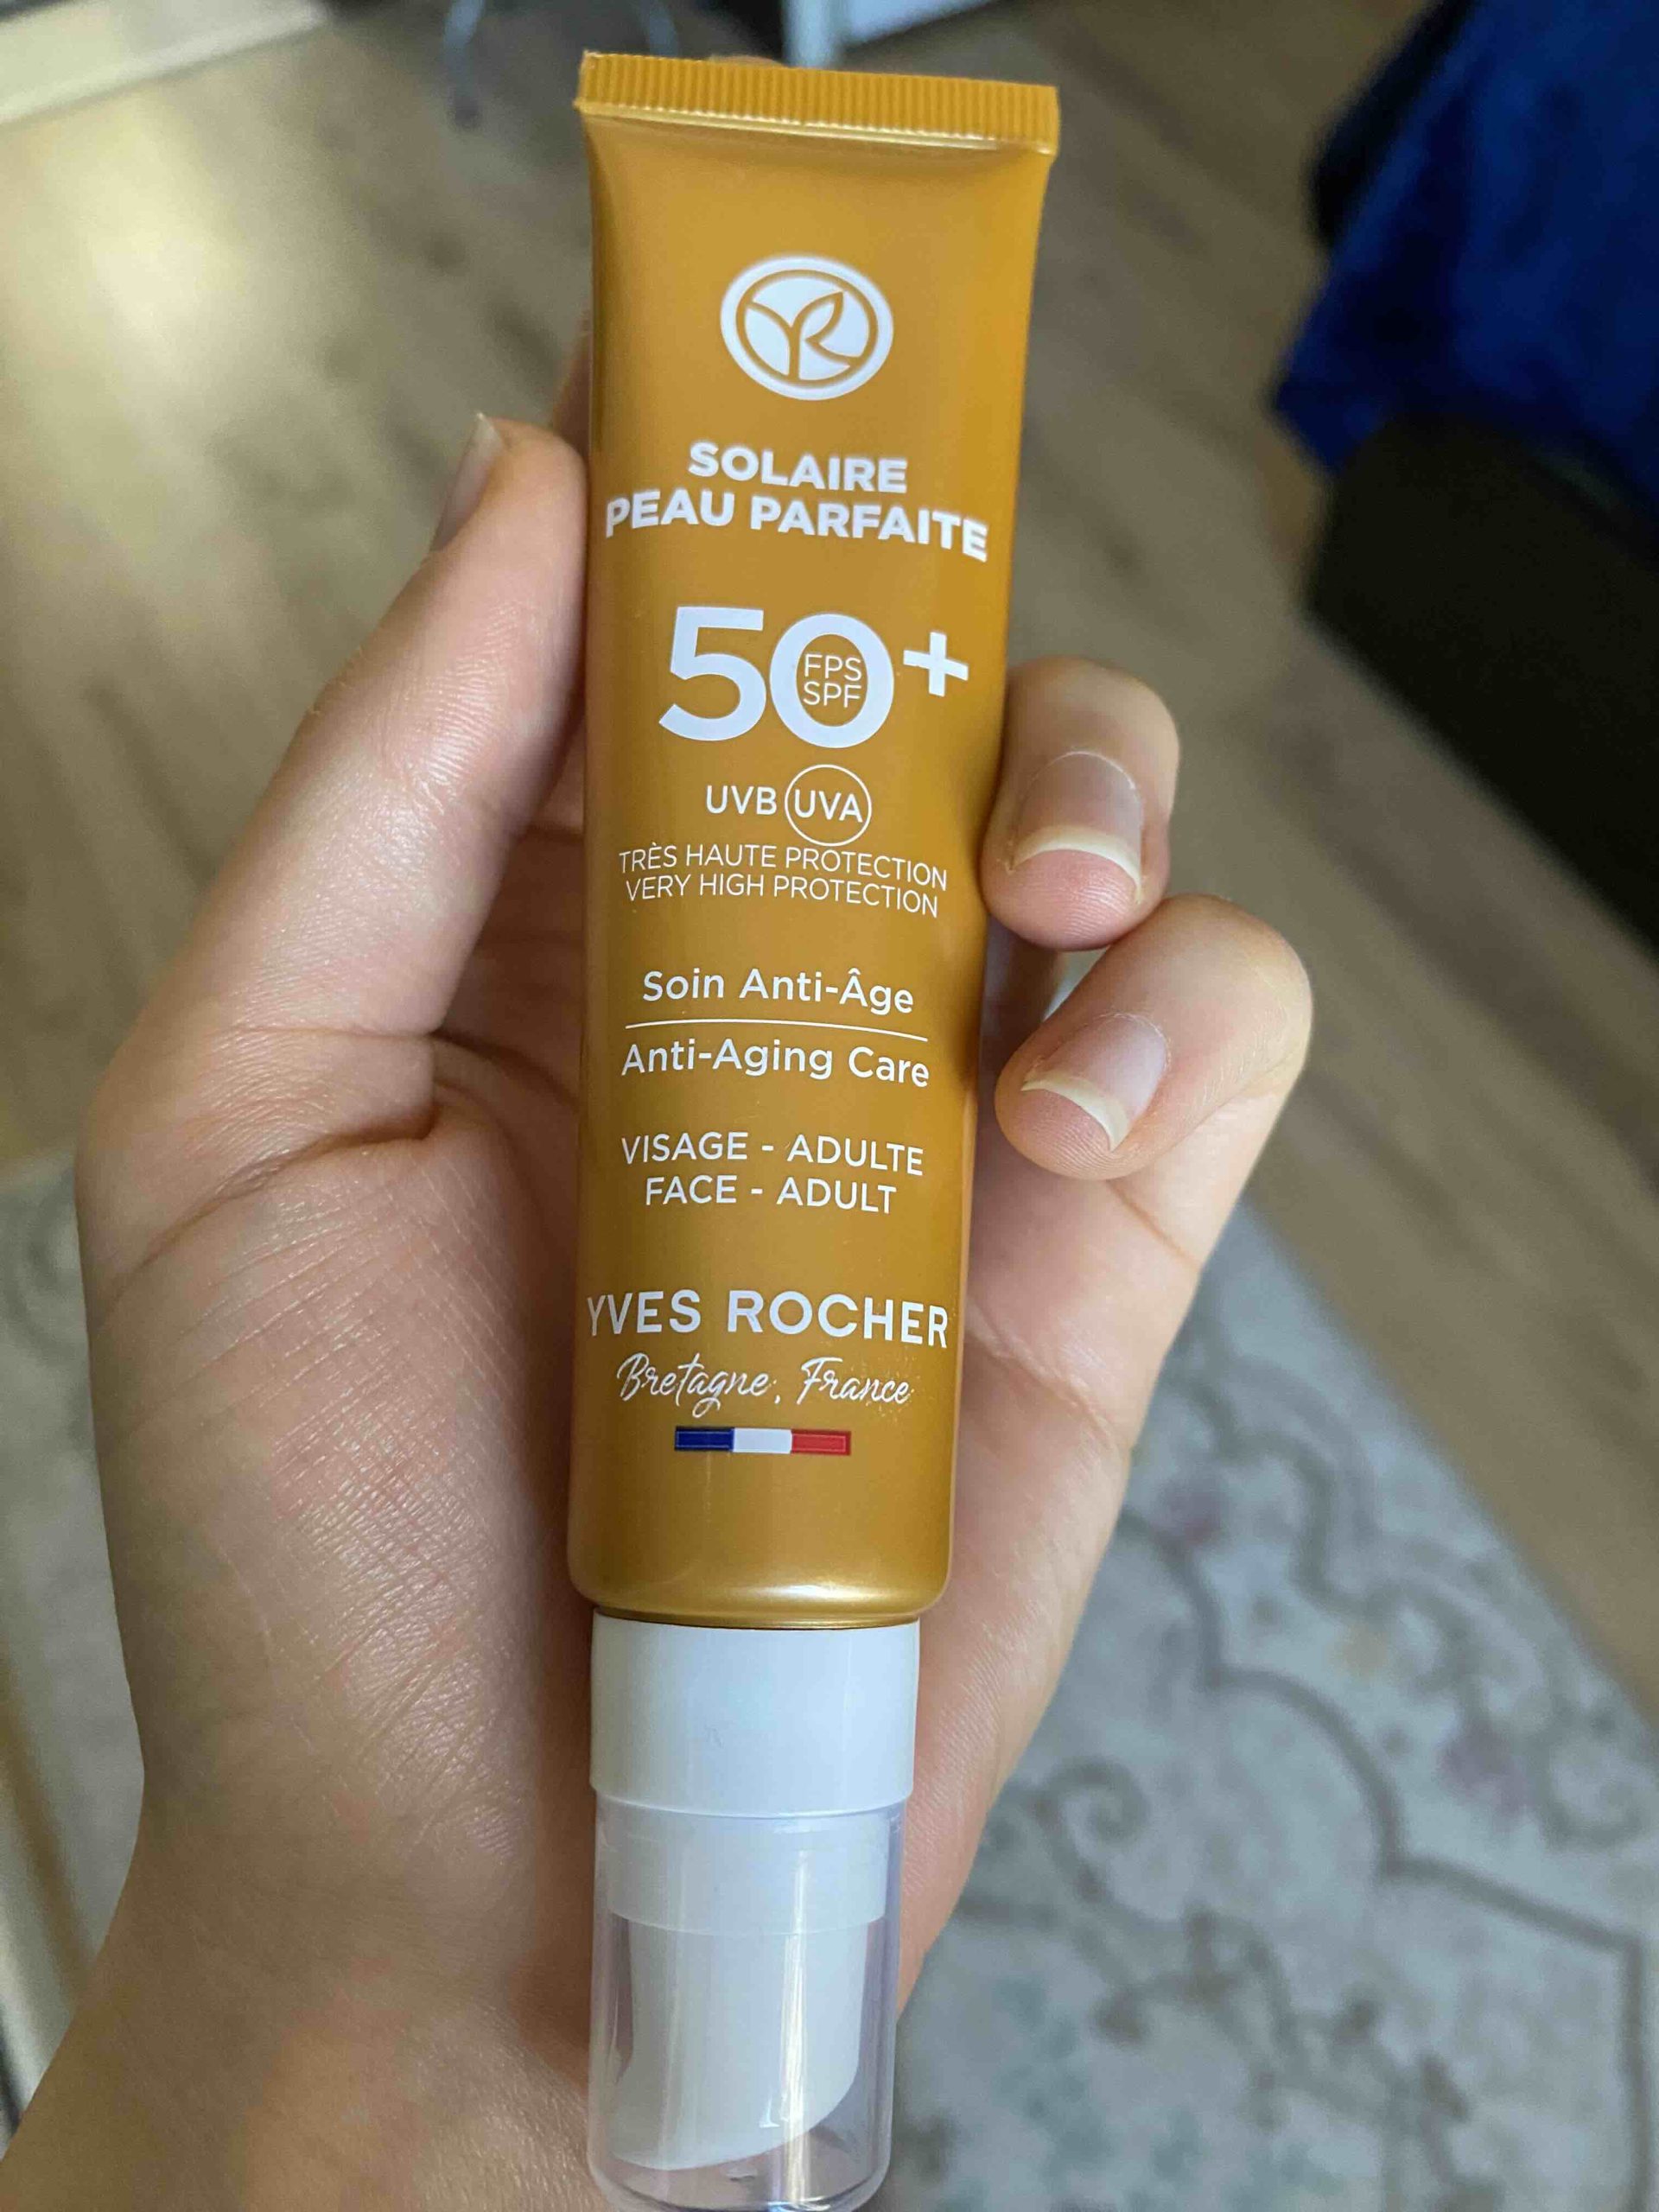 YR
SOLAIRE
PEAU PARFAITE
50+
FPS
SPF
UVB UVA
TRÈS HAUTE PROTECTION
VERY HIGH PROTECTION
Soin Anti-Âge
Anti-Aging Care
VISAGE - ADULTE
FACE - ADULT
YVES ROCHER
Bretagne, France